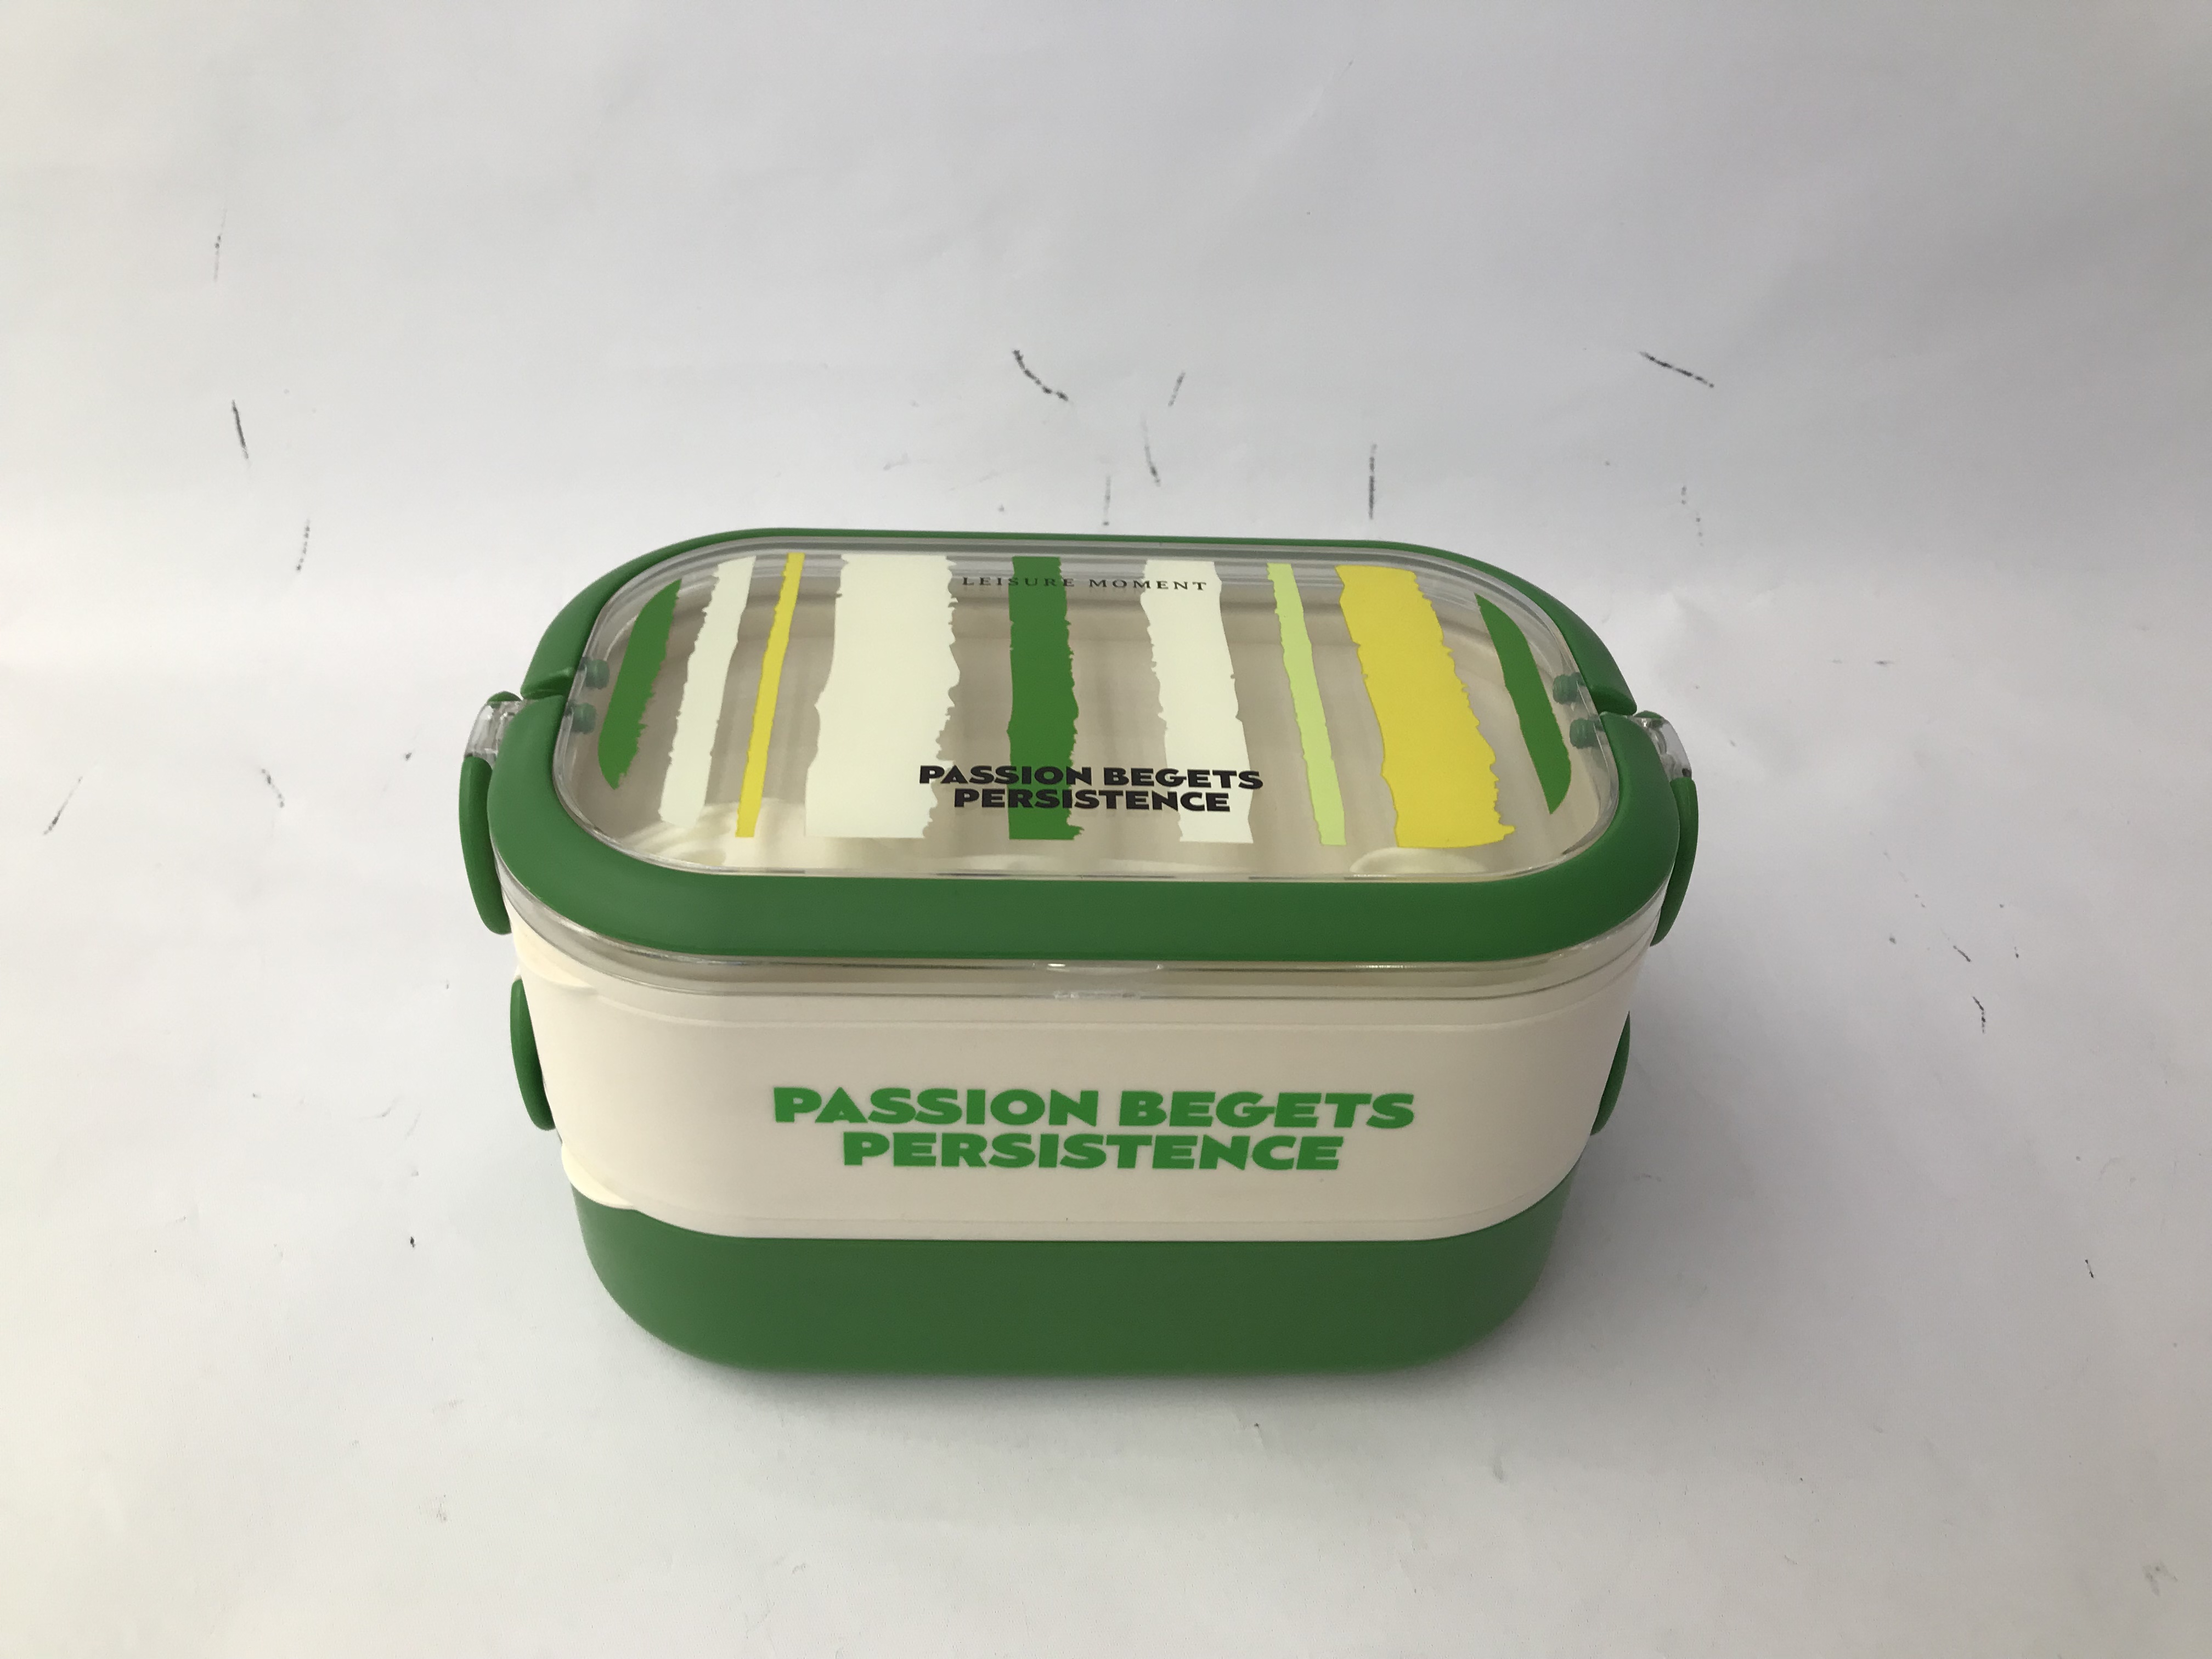 LEISURE MOMENT
PASSION BEGETS
PERSISTENCE
PASSION BEGETS
PERSISTENCE